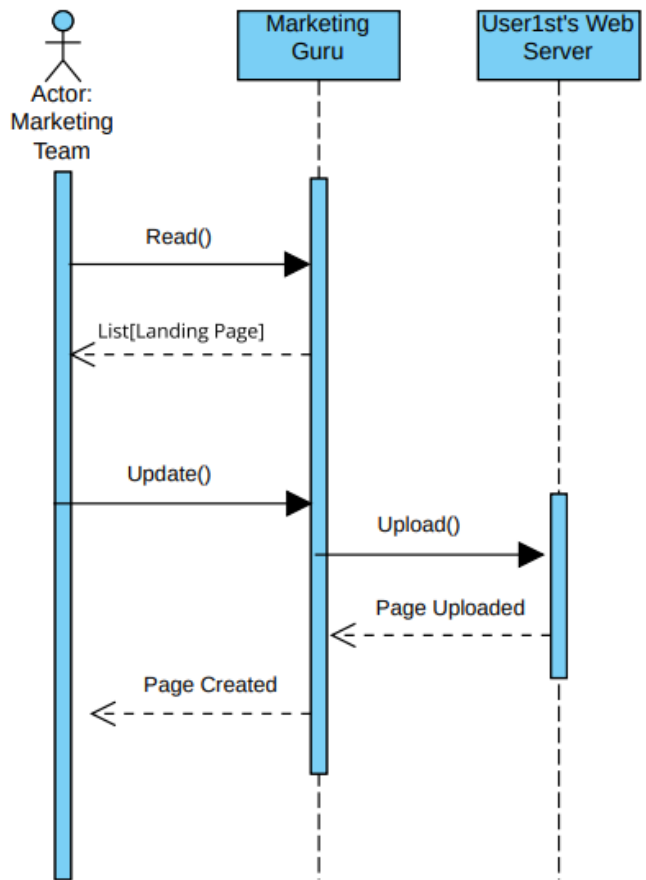 Marketing
Guru
User1st's Web
Server
Actor:
Marketing
Team
Read()
List[Landing Page]
Update()
Upload()
Page Uploaded
Page Created